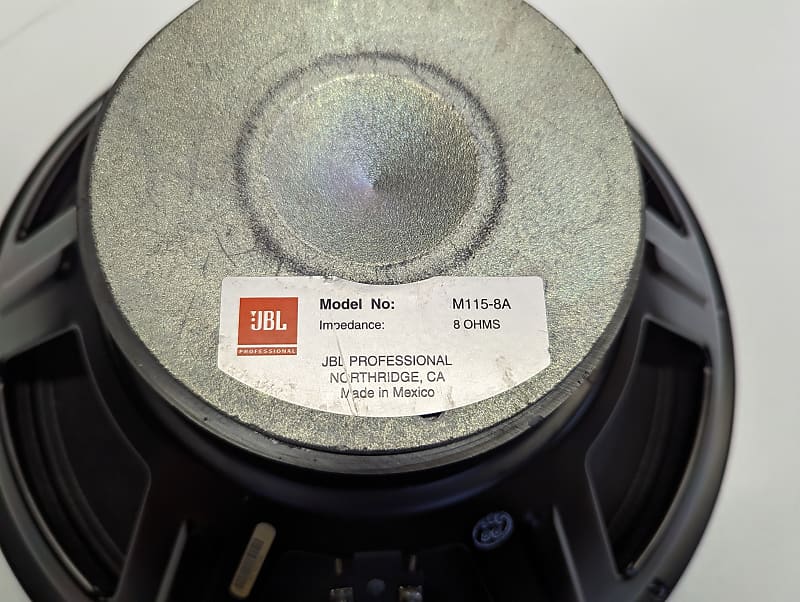 JBL
PROFESSIONAL
Model No: M115-8A
Impedance: 8 OHMS
JBL PROFESSIONAL
NORTHRIDGE, CA
Made in Mexico